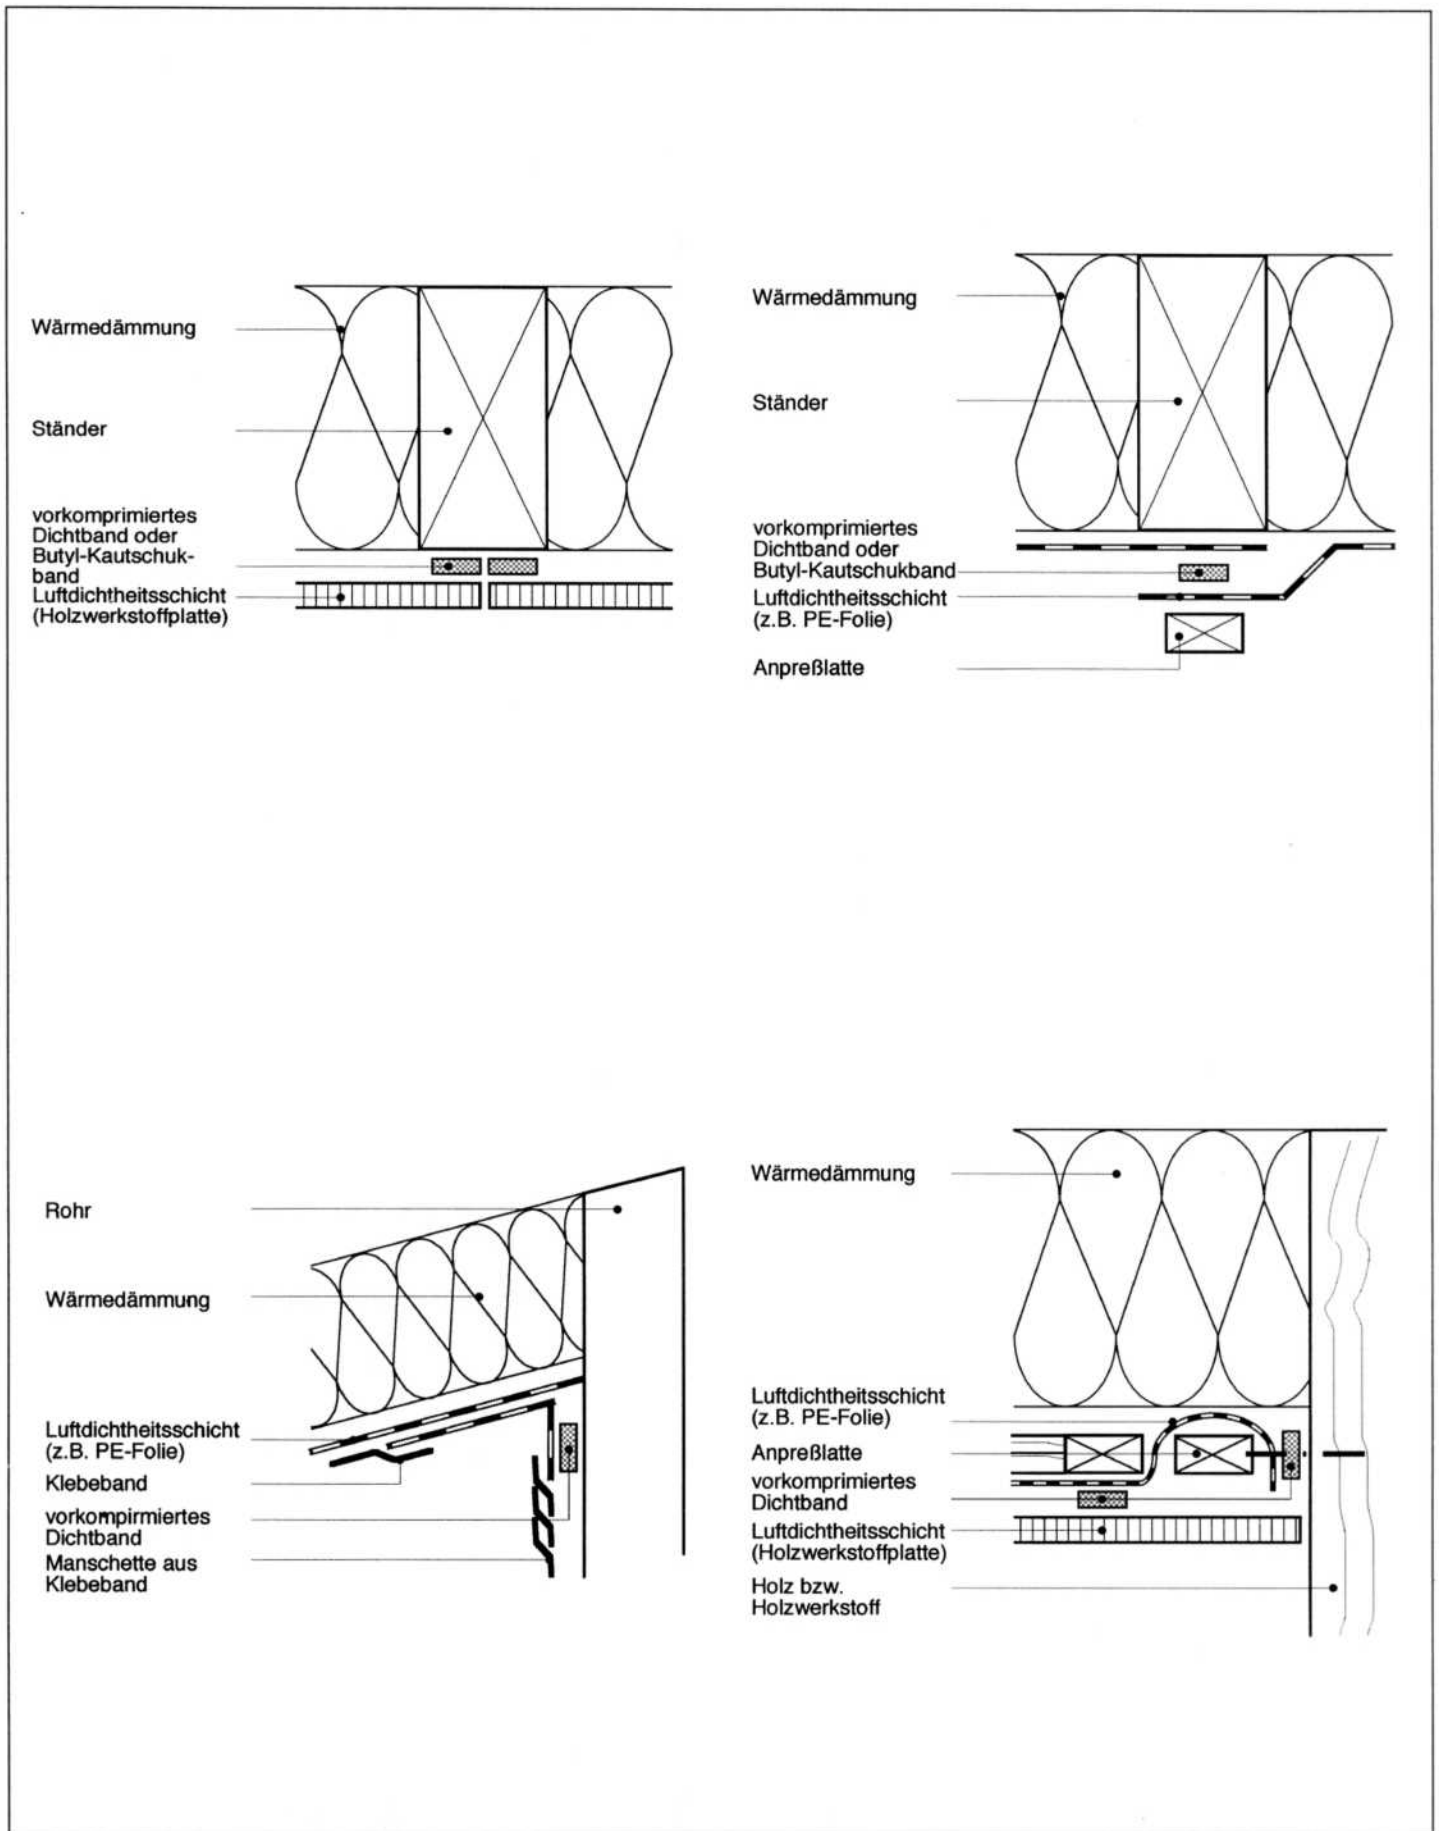 Wärmedämmung
Ständer
vorkomprimiertes
Dichtband oder
Butyl-Kautschuk-
band
Luftdichtheitsschicht
(Holzwerkstoffplatte)
Wärmedämmung
Ständer
vorkomprimiertes
Dichtband oder
Butyl-Kautschukband
Luftdichtheitsschicht
(z.B. PE-Folie)
Anpreßlatte
Rohr
Wärmedämmung
Luftdichtheitsschicht
(z.B. PE-Folie)
Klebeband
vorkompirmiertes
Dichtband
Manschette aus
Klebeband
Wärmedämmung
Luftdichtheitsschicht
(z.B. PE-Folie)
Anpreßlatte
vorkomprimiertes
Dichtband
Luftdichtheitsschicht
(Holzwerkstoffplatte)
Holz bzw.
Holzwerkstoff